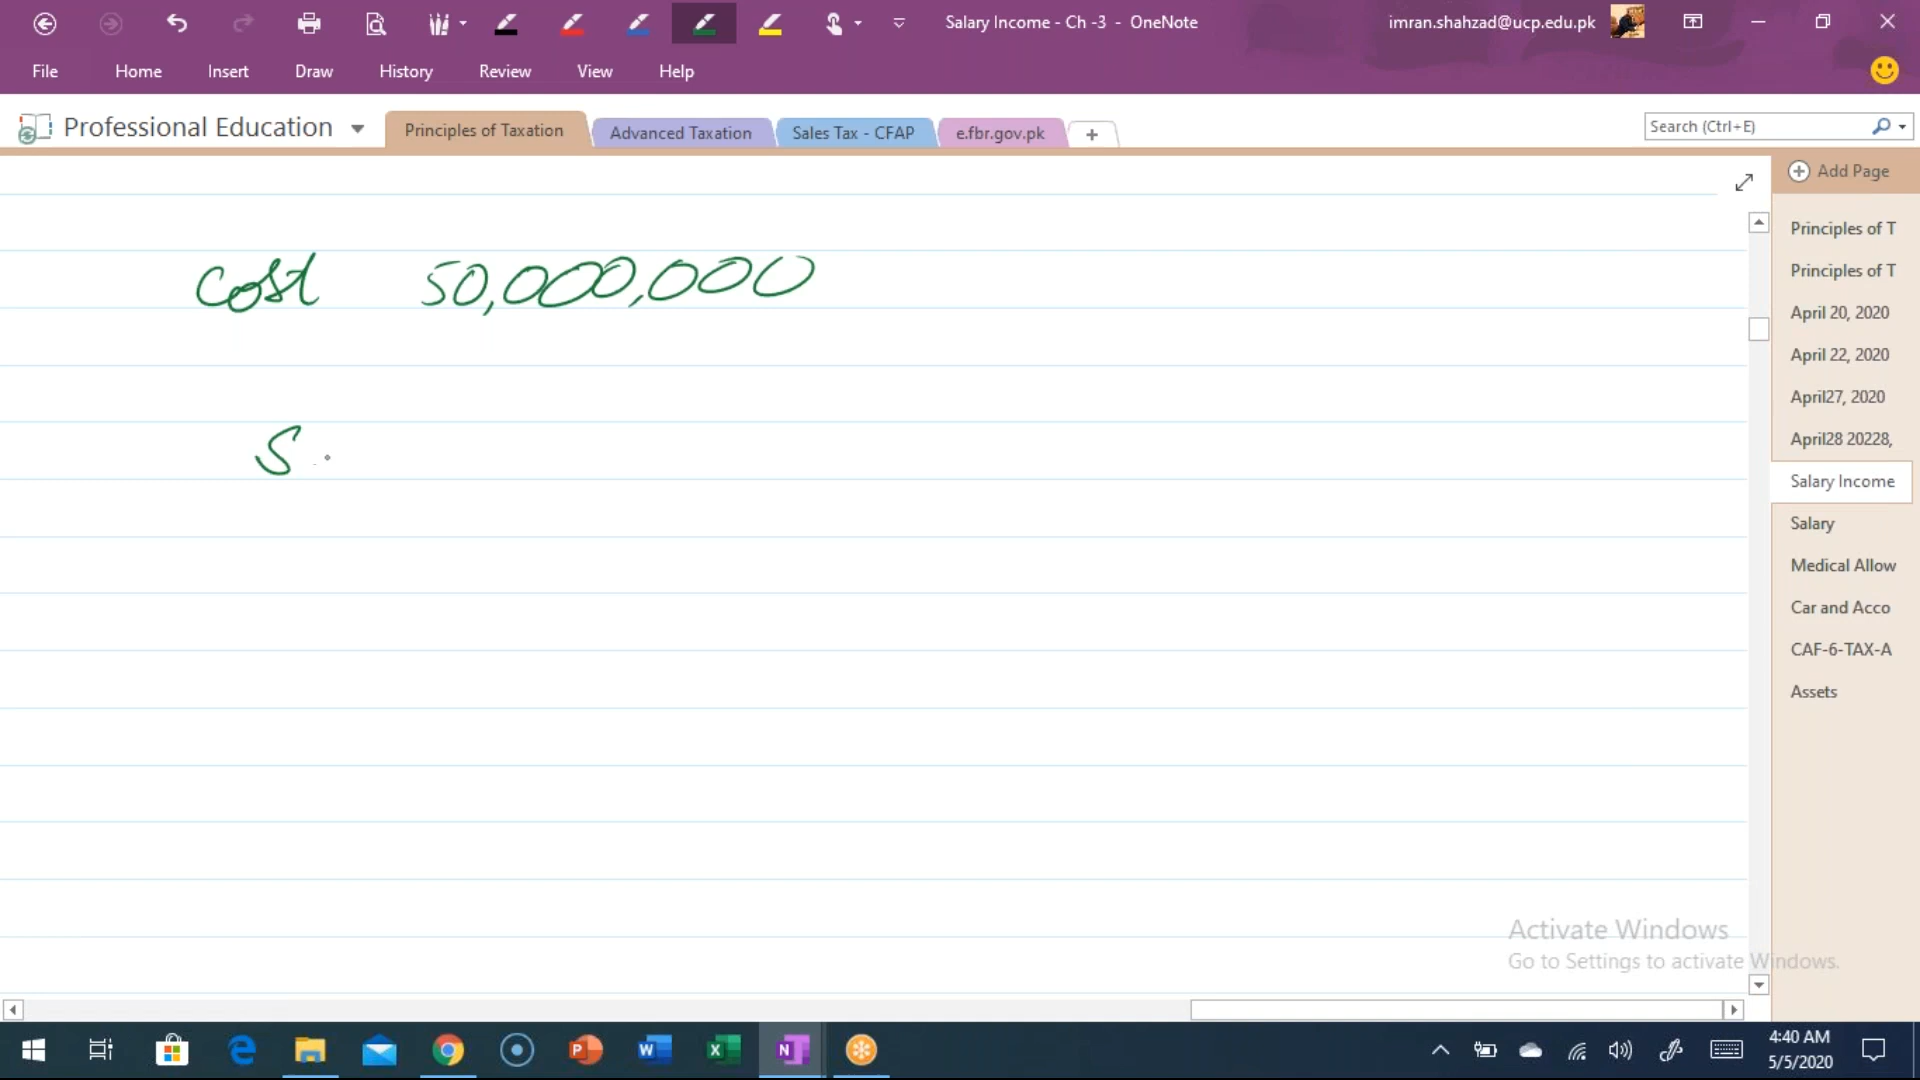 Salary Income - Ch -3 - OneNote
imran.shahzad@ucp.edu.pk
File Home Insert Draw History Review View Help
Professional Education
Principles of Taxation Advanced Taxation Sales Tax - CFAP e.fbr.gov.pk
Search (Ctrl+E)
Add Page
Principles of T
Principles of T
April 20, 2020
April 22, 2020
April27, 2020
April28 20228,
Salary Income
Salary
Medical Allow
Car and Acco
CAF-6-TAX-A
Assets
cost 50,000,000
S
Activate Windows
Go to Settings to activate Windows.
4:40 AM
5/5/2020